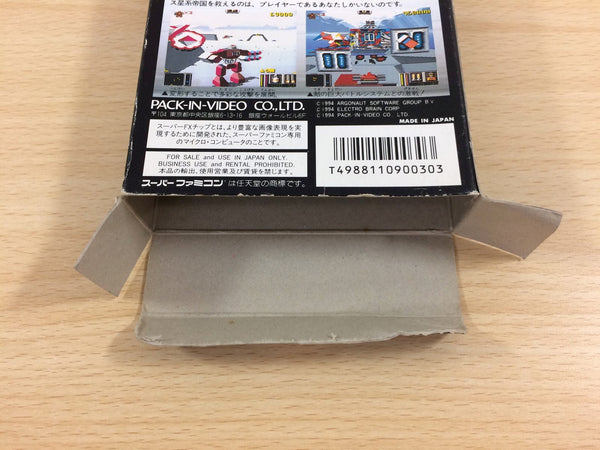 ス星系帝国を救えるのは、プレイヤーであるあなたしかいないのです。
▲変形することで多彩な攻撃を展開。
▲敵の巨大バトルシステムとの激戦!
PACK-IN-VIDEO CO.,LTD.
〒104 東京都中央区銀座6-13-16 銀座ウォールビル6F
スーパーFXチップとは、より豊富な画像表現を実現するために開発された、スーパーファミコン専用のマイクロ・コンピュータのことです。
FOR SALE and USE IN JAPAN ONLY.
BUSINESS USE and RENTAL PROHIBITED.
本品の輸出、使用営業及び賃貸を禁じます。
スーパーファミコン は任天堂の商標です。
©1994 ARGONAUT SOFTWARE GROUP B V
©1994 ELECTRO BRAIN CORP
©1994 PACK-IN-VIDEO CO. LTD.
MADE IN JAPAN
T4988110900303